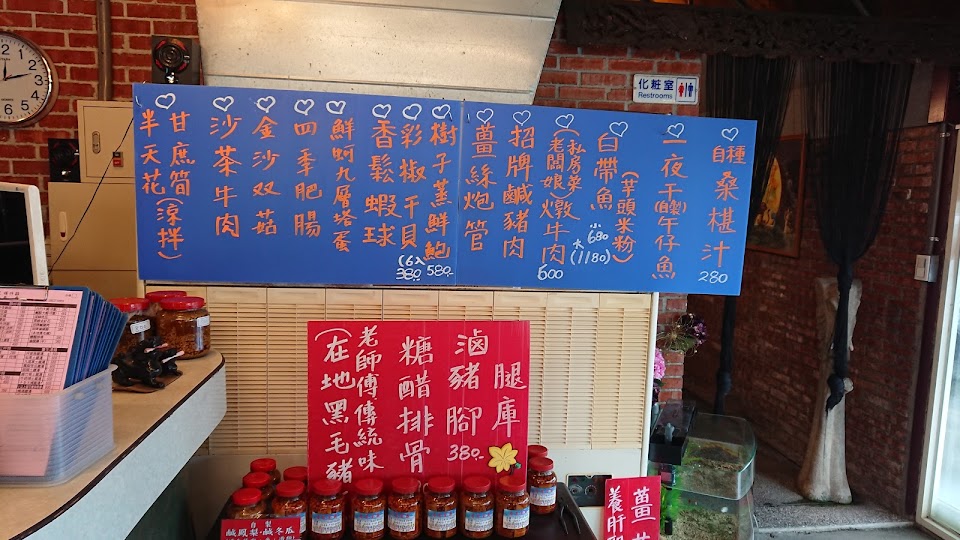 化粧室
Restrooms
自種桑椹汁
280
一夜干(自製)午仔魚
白帶魚(芋頭米粉)
小680
大(1180)
(私房菜)
(老闆娘)燉牛肉
600
招牌鹹豬肉
薑絲炮管
樹子蒸鮮鮑
580
彩椒干貝
(6入)
380
香鬆蝦球
鮮蚵九層塔蛋
四季肥腸
金沙双菇
沙茶牛肉
甘庶筒
半天花(涼拌)
腿庫
滷豬腳
380
糖醋排骨
老師傅傳統味
(在地黑毛豬
自製
鹹鳳梨·鹹冬瓜
養肝